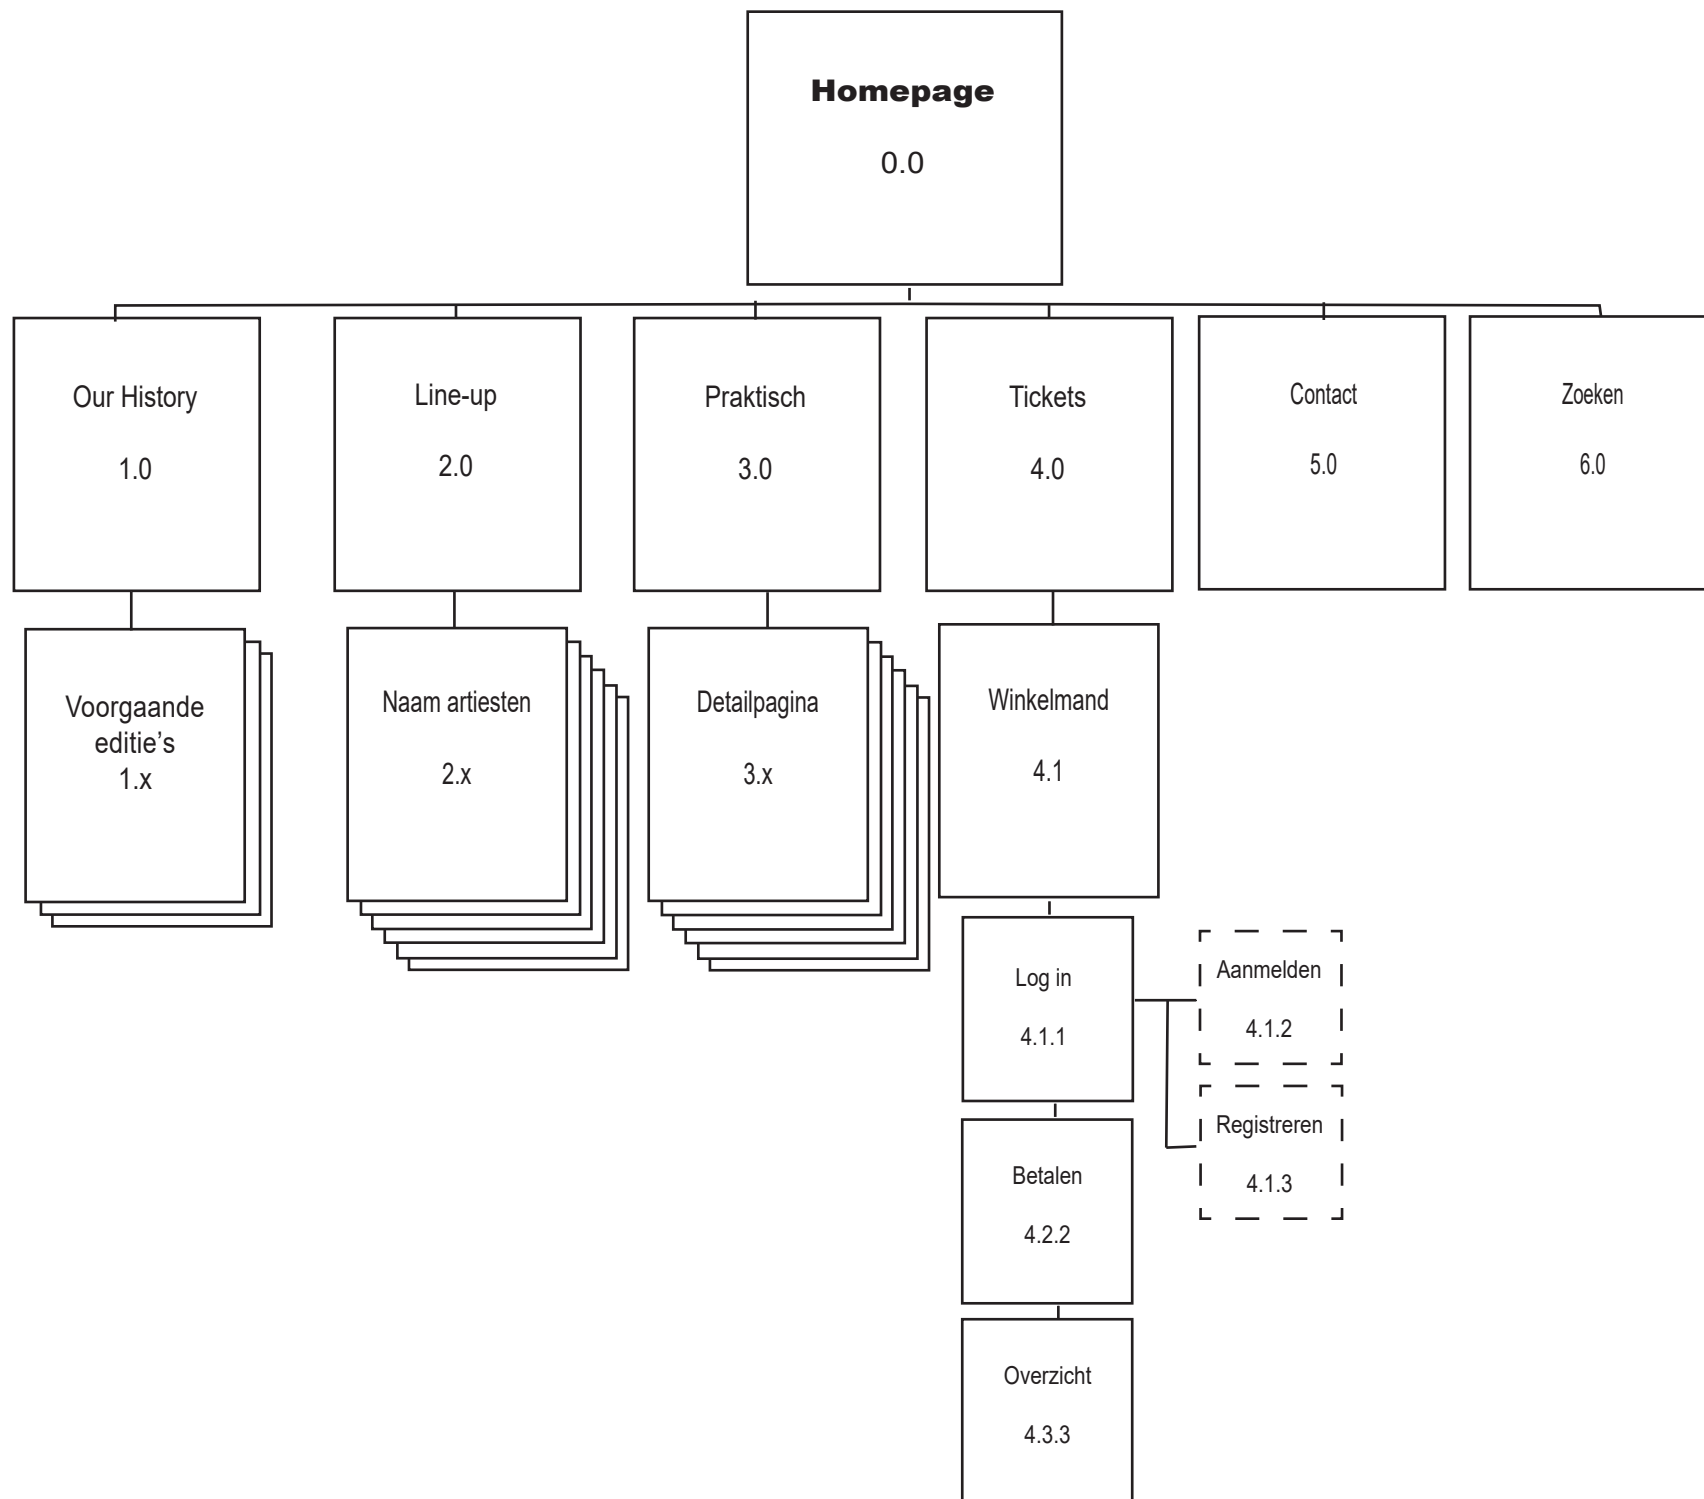 Homepage
0.0
Our History
1.0
Line-up
2.0
Praktisch
3.0
Tickets
4.0
Contact
5.0
Zoeken
6.0
Voorgaande
editie’s
1.x
Naam artiesten
2.x
Detailpagina
3.x
Winkelmand
4.1
Log in
4.1.1
Aanmelden
4.1.2
Registreren
4.1.3
Betalen
4.2.2
Overzicht
4.3.3